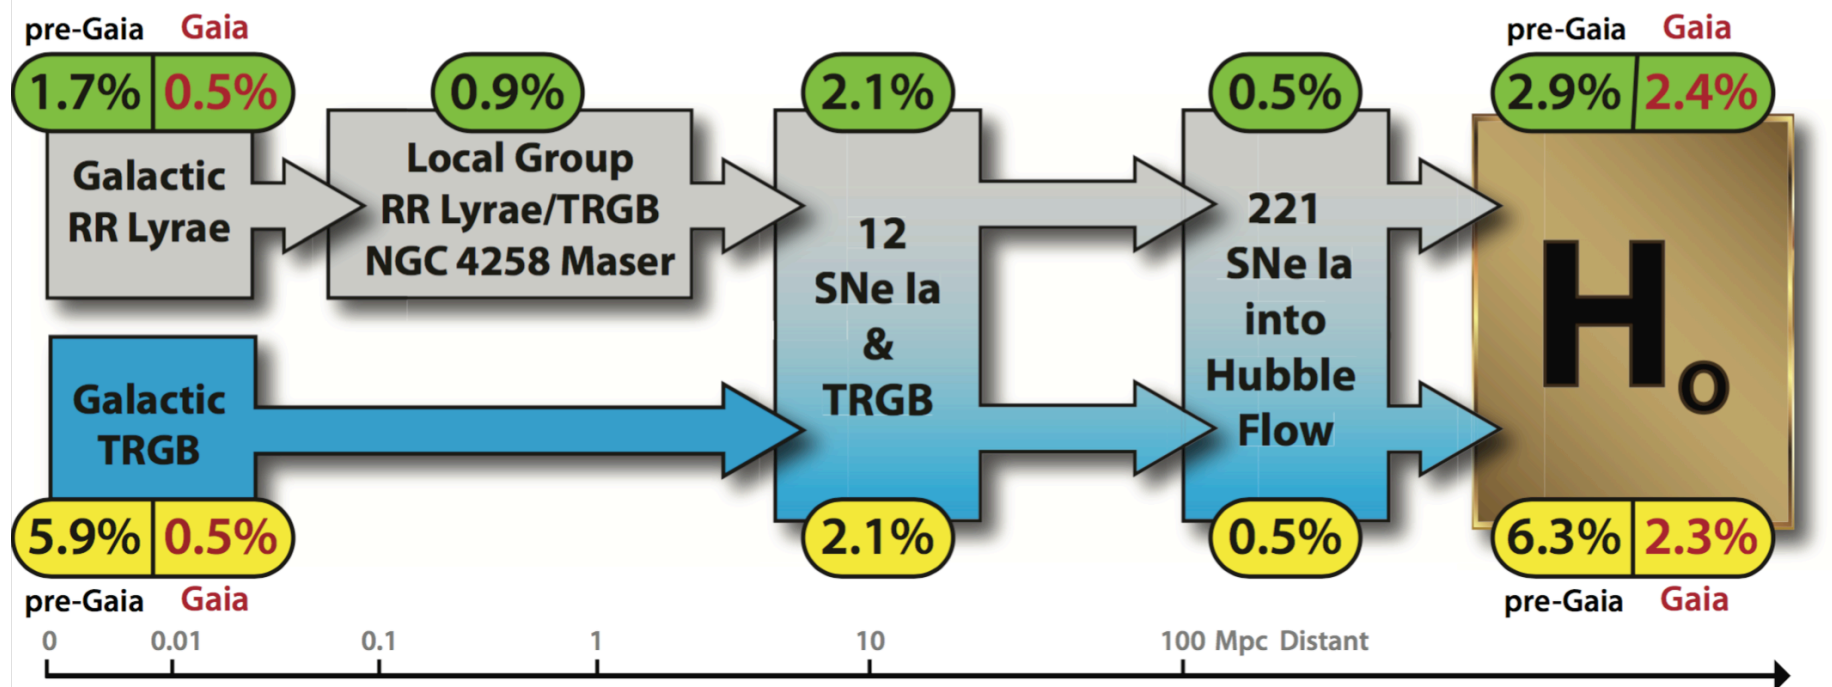 pre-Gaia Gaia
1.7% 0.5%
0.9%
2.1%
0.5%
pre-Gaia Gaia
2.9% 2.4%
Galactic
RR Lyrae
Local Group
RR Lyrae/TRGB
NGC 4258 Maser
12
SNe Ia
&
TRGB
221
SNe Ia
into
Hubble
Flow
Ho
Galactic
TRGB
5.9% 0.5%
pre-Gaia Gaia
2.1%
0.5%
6.3% 2.3%
pre-Gaia Gaia
0 0.01 0.1 1 10 100 Mpc Distant